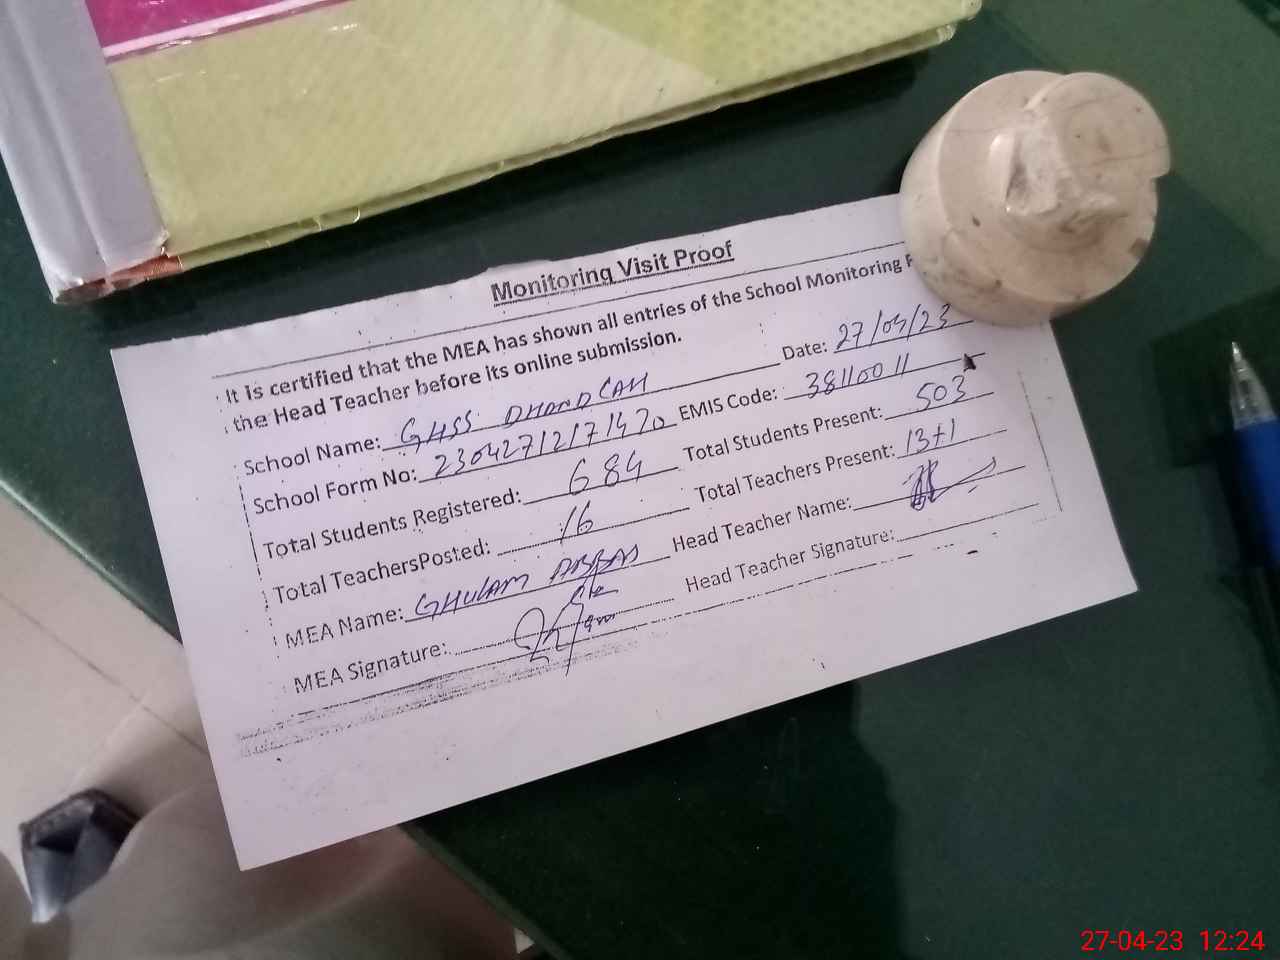 Monitoring Visit Proof
It is certified that the MEA has shown all entries of the School Monitoring
the Head Teacher before its online submission.
Date: 27/04/23
School Name: GHSS DHANDCAH
EMIS Code: 38110011
School Form No: 23042712171470
Total Students Present: 503
Total Students Registered: 684
Total Teachers Present: 13+1
Total TeachersPosted: 16
Head Teacher Name:
MEA Name: GHULAM ABBAS
Head Teacher Signature:
MEA Signature:
27-04-23 12:24